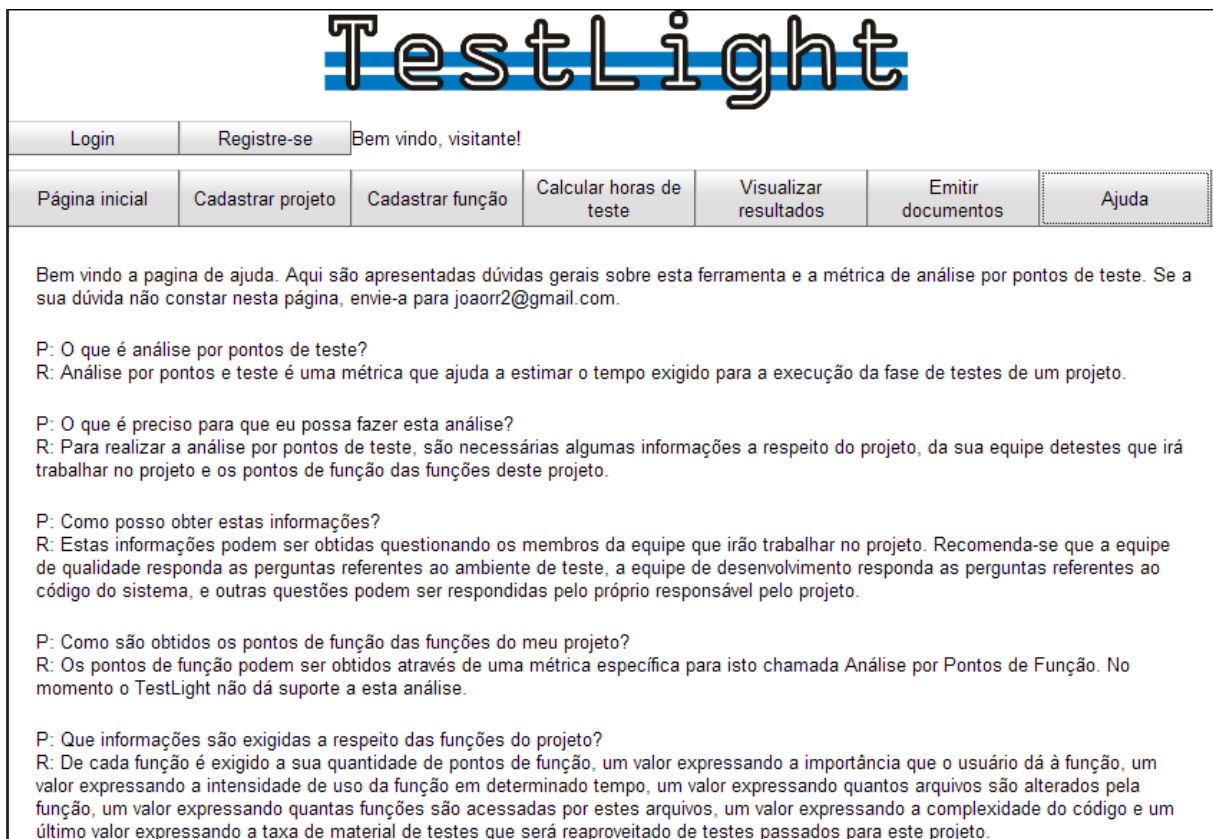 TestLight
Login Registre-se Bem vindo, visitante!
Página inicial Cadastrar projeto Cadastrar função Calcular horas de teste Visualizar resultados Emitir documentos Ajuda
Bem vindo a pagina de ajuda. Aqui são apresentadas dúvidas gerais sobre esta ferramenta e a métrica de análise por pontos de teste. Se a
sua dúvida não constar nesta página, envie-a para joaorr2@gmail.com.
P: O que é análise por pontos de teste?
R: Análise por pontos e teste é uma métrica que ajuda a estimar o tempo exigido para a execução da fase de testes de um projeto.
P: O que é preciso para que eu possa fazer esta análise?
R: Para realizar a análise por pontos de teste, são necessárias algumas informações a respeito do projeto, da sua equipe detestes que irá
trabalhar no projeto e os pontos de função das funções deste projeto.
P: Como posso obter estas informações?
R: Estas informações podem ser obtidas questionando os membros da equipe que irão trabalhar no projeto. Recomenda-se que a equipe
de qualidade responda as perguntas referentes ao ambiente de teste, a equipe de desenvolvimento responda as perguntas referentes ao
código do sistema, e outras questões podem ser respondidas pelo próprio responsável pelo projeto.
P: Como são obtidos os pontos de função das funções do meu projeto?
R: Os pontos de função podem ser obtidos através de uma métrica específica para isto chamada Análise por Pontos de Função. No
momento o TestLight não dá suporte a esta análise.
P: Que informações são exigidas a respeito das funções do projeto?
R: De cada função é exigido a sua quantidade de pontos de função, um valor expressando a importância que o usuário dá à função, um
valor expressando a intensidade de uso da função em determinado tempo, um valor expressando quantos arquivos são alterados pela
função, um valor expressando quantas funções são acessadas por estes arquivos, um valor expressando a complexidade do código e um
último valor expressando a taxa de material de testes que será reaproveitado de testes passados para este projeto.